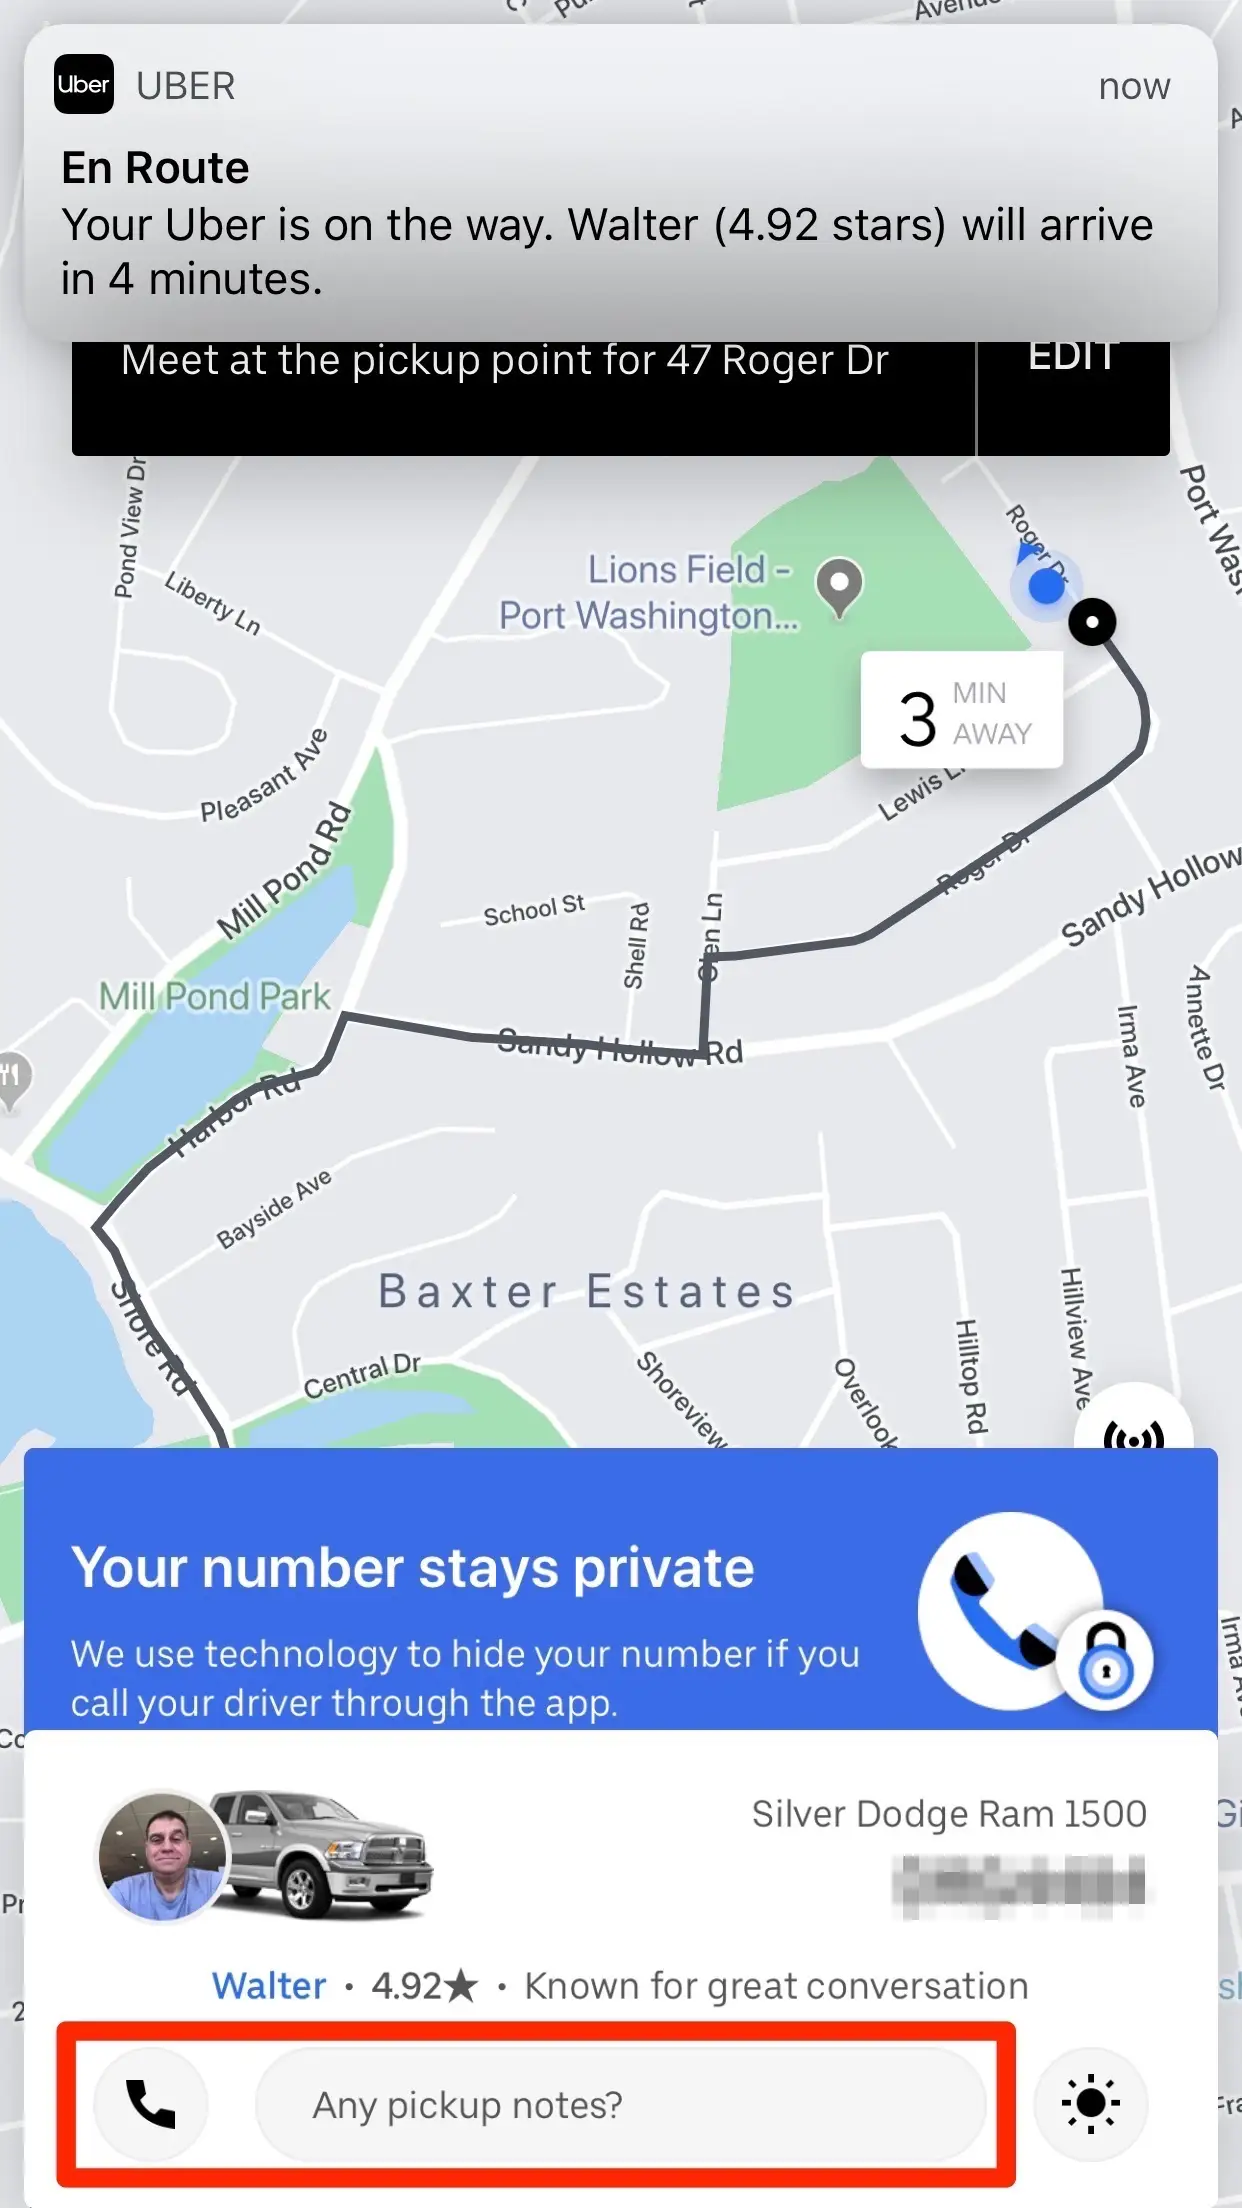 Uber UBER now
En Route
Your Uber is on the way. Walter (4.92 stars) will arrive
in 4 minutes.
Meet at the pickup point for 47 Roger Dr
EDIT
Pond View Dr
Liberty Ln
Lions Field -
Port Washington...
Roger Dr
3 MIN
AWAY
Pleasant Ave
Mill Pond Rd
Lewis
Roger Dr
Sandy Hollow
School St
Shell Rd
Glen Ln
Mill Pond Park
Sandy Hollow Rd
Irma Ave
Annette Dr
Harbor Rd
Bayside Ave
Baxter Estates
Shore Rd
Central Dr
Shoreview
Overlook
Hilltop Rd
Hillview Ave
Your number stays private
We use technology to hide your number if you
call your driver through the app.
Silver Dodge Ram 1500
Walter • 4.92★ • Known for great conversation
Any pickup notes?